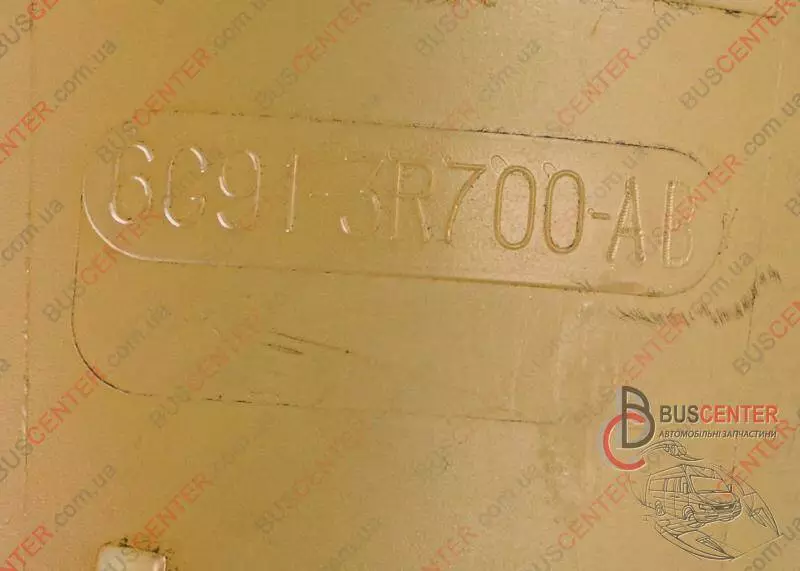 6G91-3R700-AB
BUSCENTER
АВТОМОБІЛЬНІ ЗАПЧАСТИНИ
BUSCENTER.com.ua